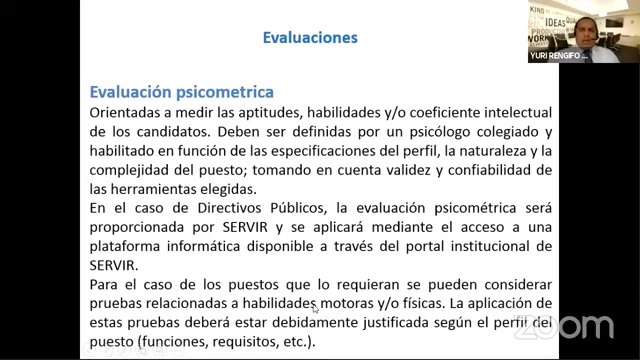 Evaluaciones
Evaluación psicometrica
Orientadas a medir las aptitudes, habilidades y/o coeficiente intelectual
de los candidatos. Deben ser definidas por un psicólogo colegiado y
habilitado en función de las especificaciones del perfil, la naturaleza y la
complejidad del puesto; tomando en cuenta validez y confiabilidad de
las herramientas elegidas.
En el caso de Directivos Públicos, la evaluación psicométrica será
proporcionada por SERVIR y se aplicará mediante el acceso a una
plataforma informática disponible a través del portal institucional de
SERVIR.
Para el caso de los puestos que lo requieran se pueden considerar
pruebas relacionadas a habilidades motoras y/o físicas. La aplicación de
estas pruebas deberá estar debidamente justificada según el perfil del
puesto (funciones, requisitos, etc.).
KIND
IDEAS
PRODUCT
WORK
YURI RENGIFO
zoom